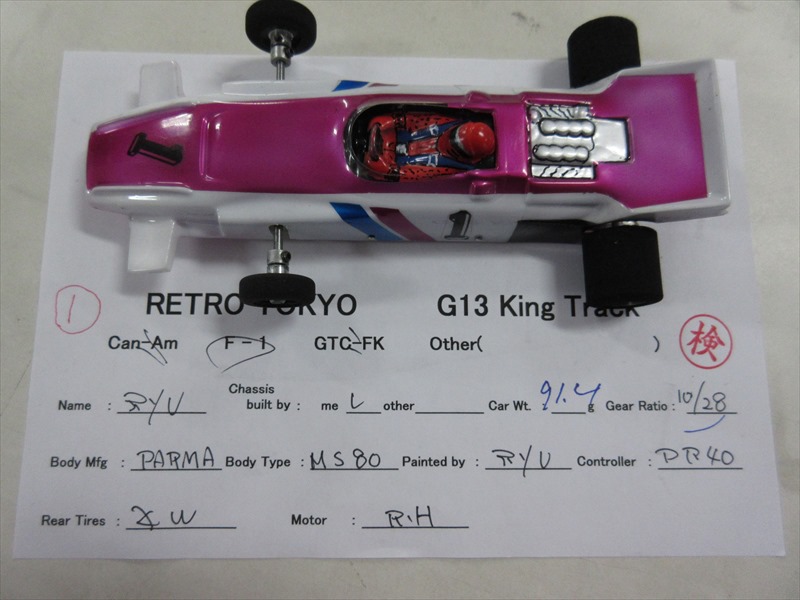 1
1
① RETRO TOKYO G13 King Track
Can-Am F-1 GTC-FK Other( ) 検
Name : RYU Chassis built by : me L other Car Wt. 91.4 g Gear Ratio : 10/28
Body Mfg : PARMA Body Type : MS80 Painted by : RYU Controller : DR40
Rear Tires : W Motor : R.H